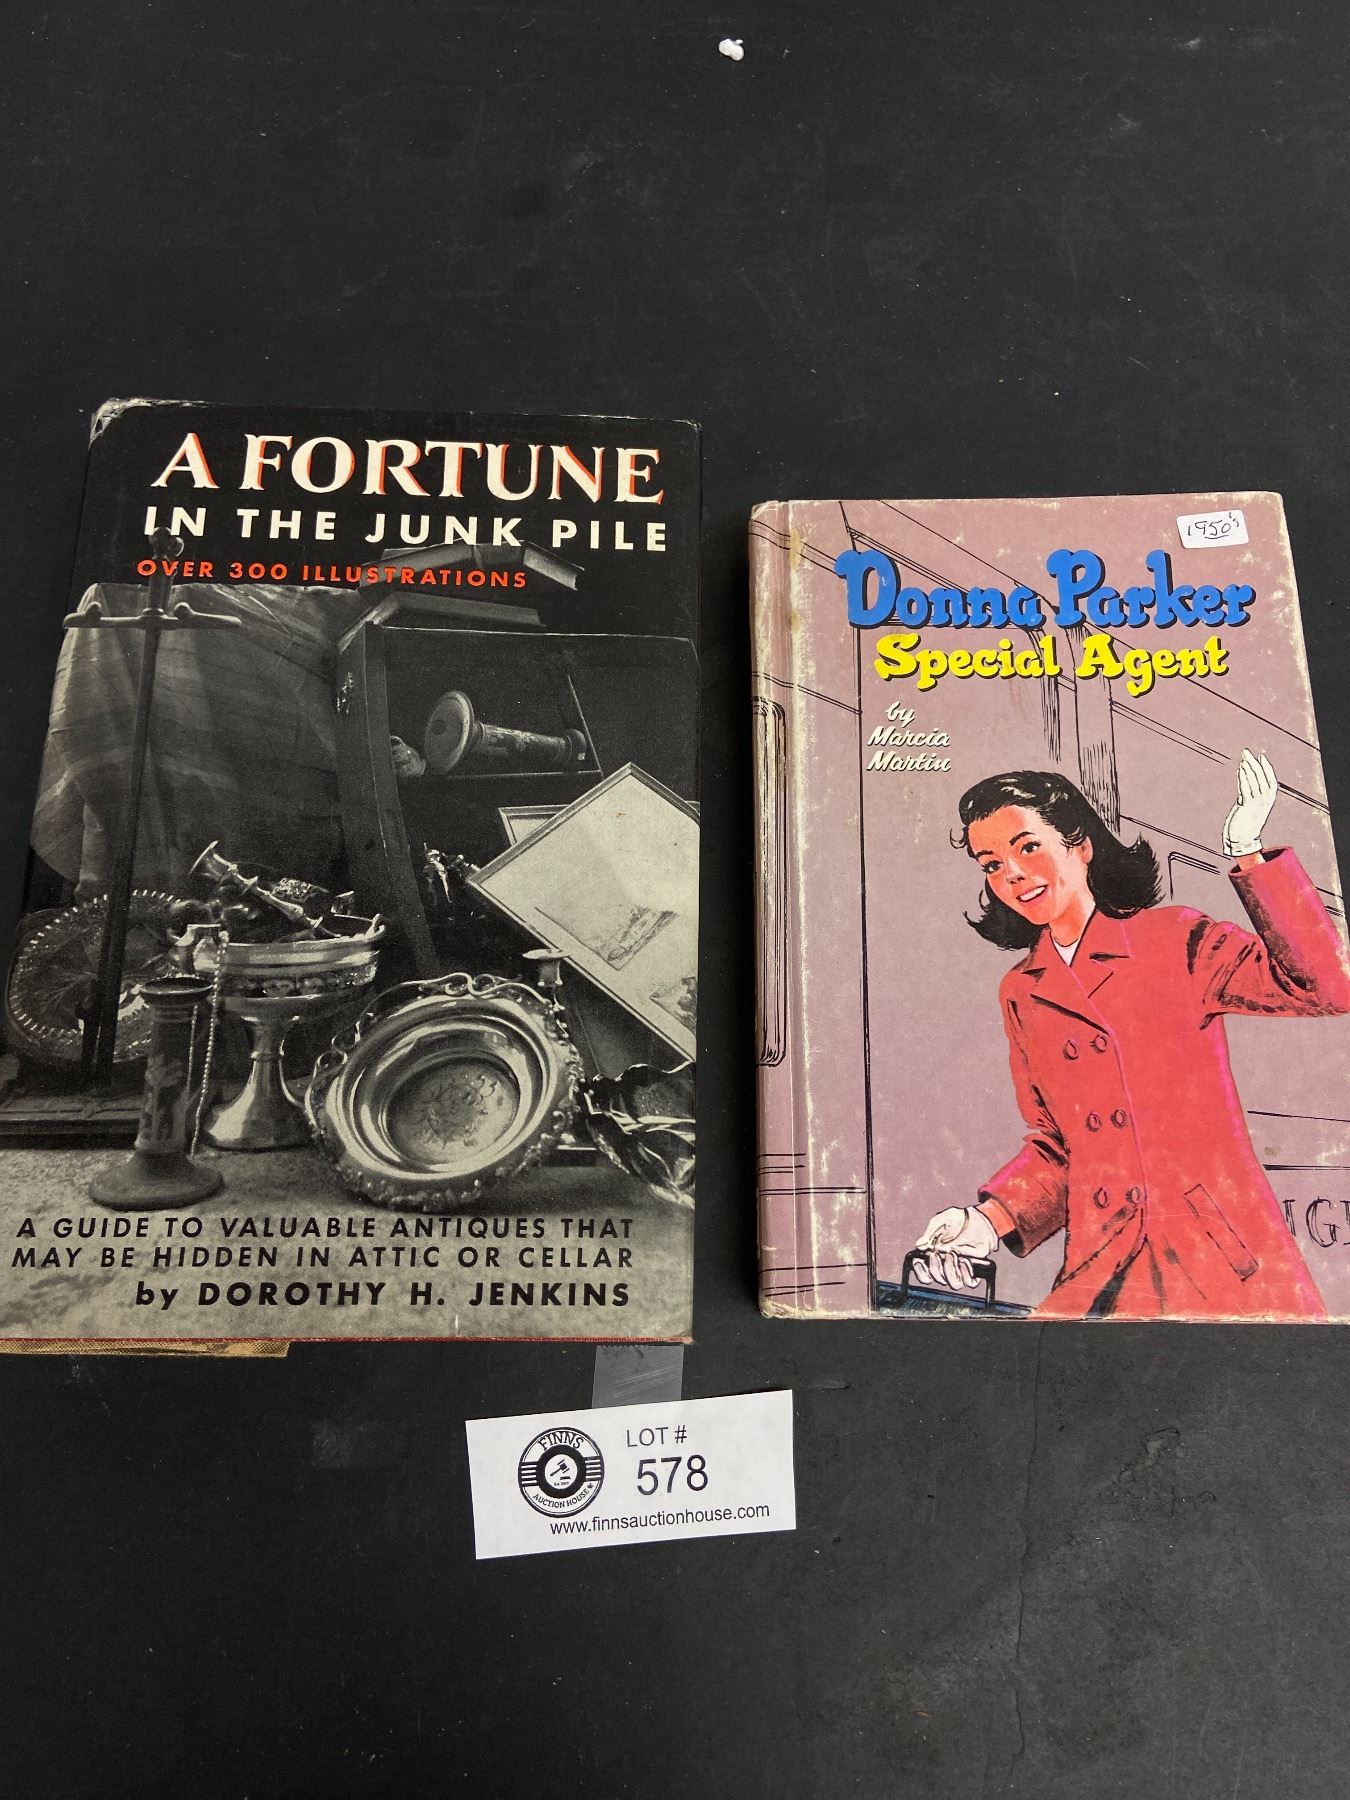 A FORTUNE
IN THE JUNK PILE
OVER 300 ILLUSTRATIONS
A GUIDE TO VALUABLE ANTIQUES THAT
MAY BE HIDDEN IN ATTIC OR CELLAR
by DOROTHY H. JENKINS
1950's
Donna Parker
Special Agent
by
Marcia
Martin
IGH
FINNS
AUCTION HOUSE
LOT #
578
www.finnsauctionhouse.com